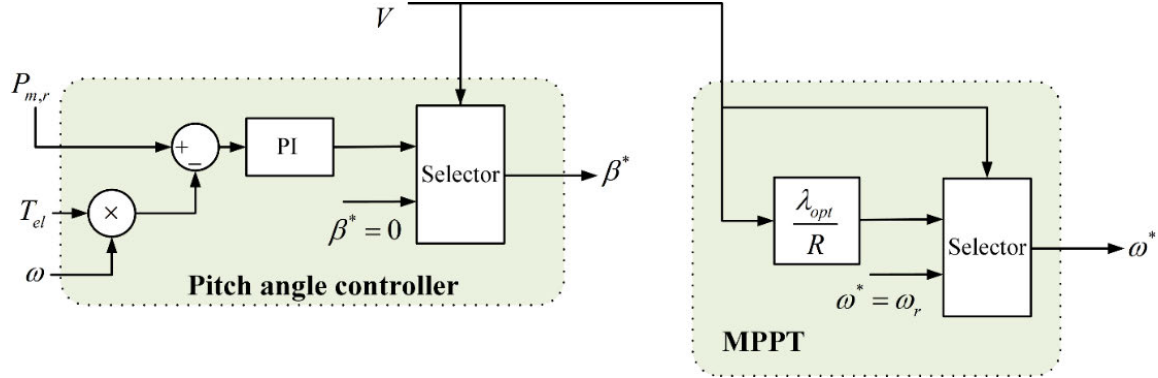 V
P_{m,r}
+
−
PI
Selector
β* = 0
β*
T_{el}
×
ω
Pitch angle controller
λ_{opt}
R
Selector
ω* = ω_r
ω*
MPPT